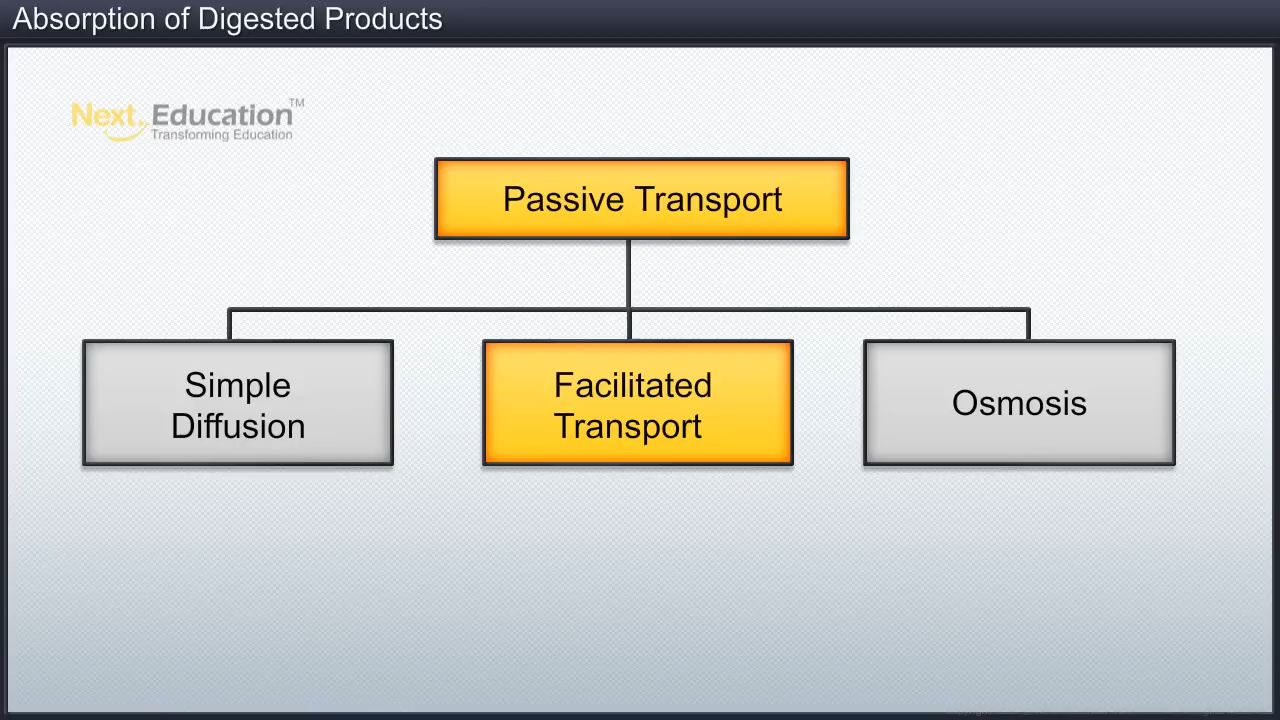 Absorption of Digested Products
Next Education™
Transforming Education
Passive Transport
Simple
Diffusion
Facilitated
Transport
Osmosis